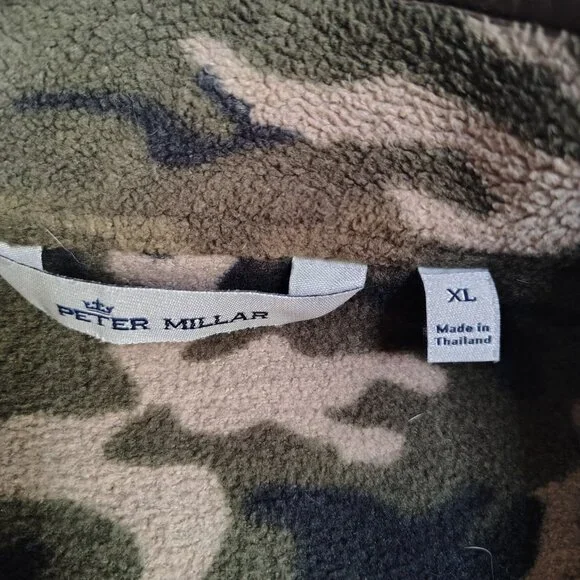 PETER MILLAR
XL
Made in
Thailand